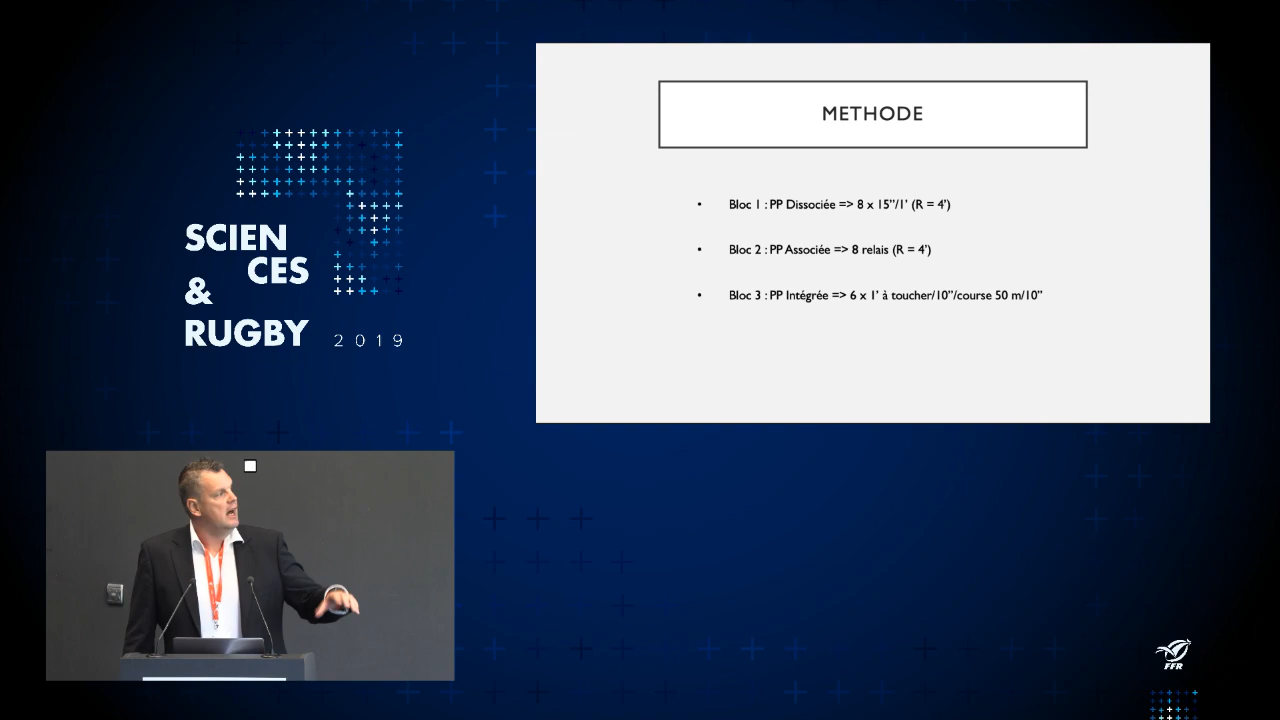 SCIEN
CES
&
RUGBY 2019
METHODE
• Bloc 1 : PP Dissociée => 8 x 15”/1’ (R = 4’)
• Bloc 2 : PP Associée => 8 relais (R = 4’)
• Bloc 3 : PP Intégrée => 6 x 1’ à toucher/10”/course 50 m/10”
FFR